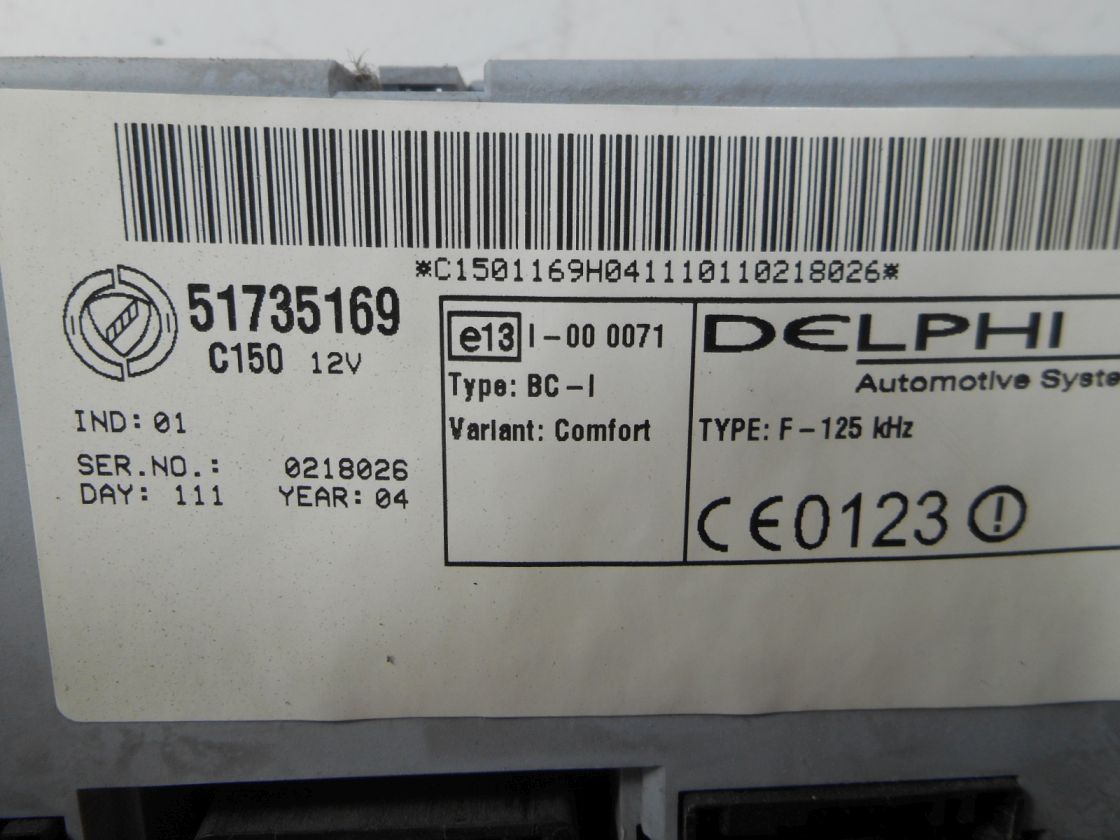 *C1501169H041110110218026*
51735169
C150 12V
IND: 01
SER.NO.: 0218026
DAY: 111 YEAR: 04
e13 I-00 0071
Type: BC-I
Variant: Comfort
DELPHI
Automotive Syste
TYPE: F-125 kHz
CE0123